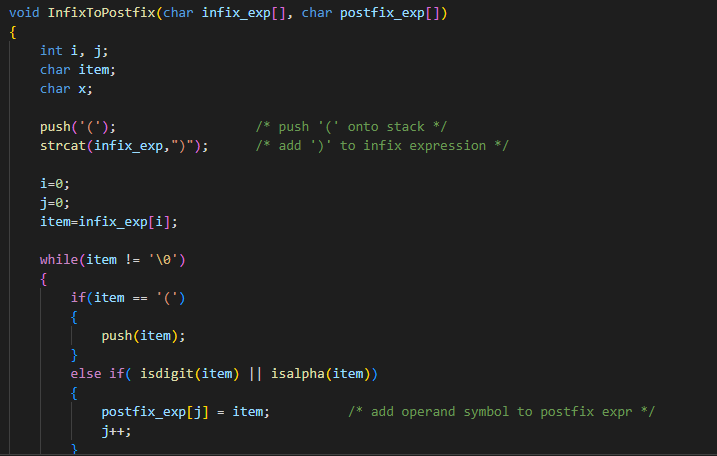 void InfixToPostfix(char infix_exp[], char postfix_exp[])
{
    int i, j;
    char item;
    char x;
    push('(');                  /* push '(' onto stack */
    strcat(infix_exp,")");      /* add ')' to infix expression */
    i=0;
    j=0;
    item=infix_exp[i];
    while(item != '\0')
    {
        if(item == '(')
        {
            push(item);
        }
        else if( isdigit(item) || isalpha(item))
        {
            postfix_exp[j] = item;          /* add operand symbol to postfix expr */
            j++;
        }